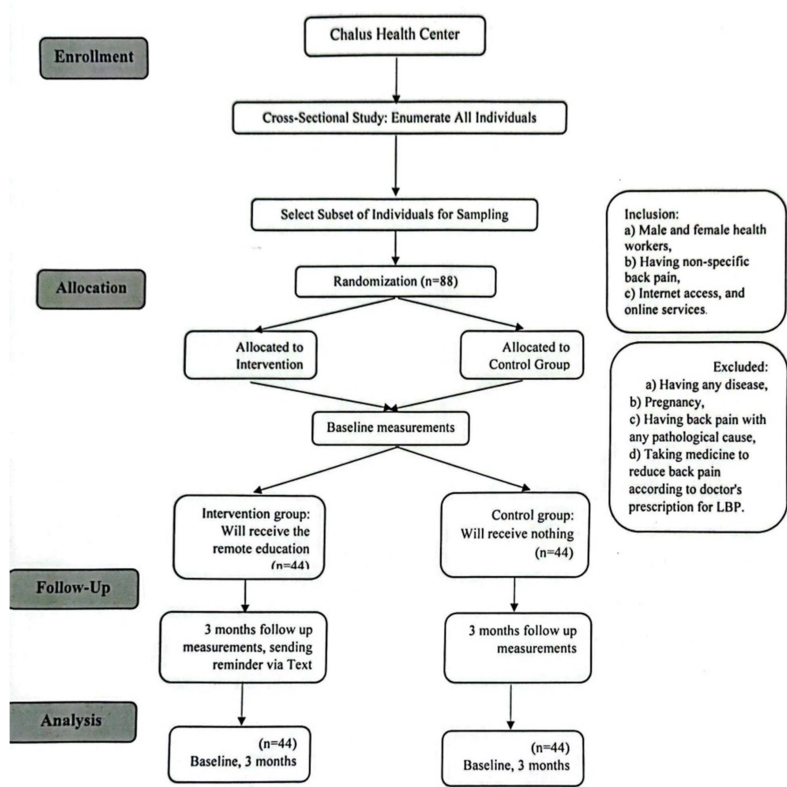 Enrollment
Chalus Health Center
Cross-Sectional Study: Enumerate All Individuals
Select Subset of Individuals for Sampling
Inclusion:
a) Male and female health
workers,
b) Having non-specific
back pain,
c) Internet access, and
online services.
Allocation
Randomization (n=88)
Allocated to
Intervention
Allocated to
Control Group
Excluded:
a) Having any disease,
b) Pregnancy,
c) Having back pain with
any pathological cause,
d) Taking medicine to
reduce back pain
according to doctor's
prescription for LBP.
Baseline measurements
Intervention group:
Will receive the
remote education
(n=44)
Control group:
Will receive nothing
(n=44)
Follow-Up
3 months follow up
measurements, sending
reminder via Text
3 months follow up
measurements
Analysis
(n=44)
Baseline, 3 months
(n=44)
Baseline, 3 months